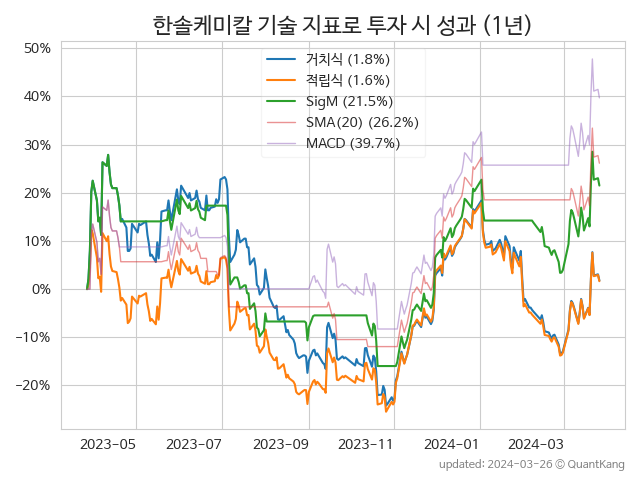 한솔케미칼 기술 지표로 투자 시 성과 (1년)
거치식 (1.8%)
적립식 (1.6%)
SigM (21.5%)
SMA(20) (26.2%)
MACD (39.7%)
50%
40%
30%
20%
10%
0%
−10%
−20%
2023-05 2023-07 2023-09 2023-11 2024-01 2024-03
updated: 2024-03-26 © QuantKang